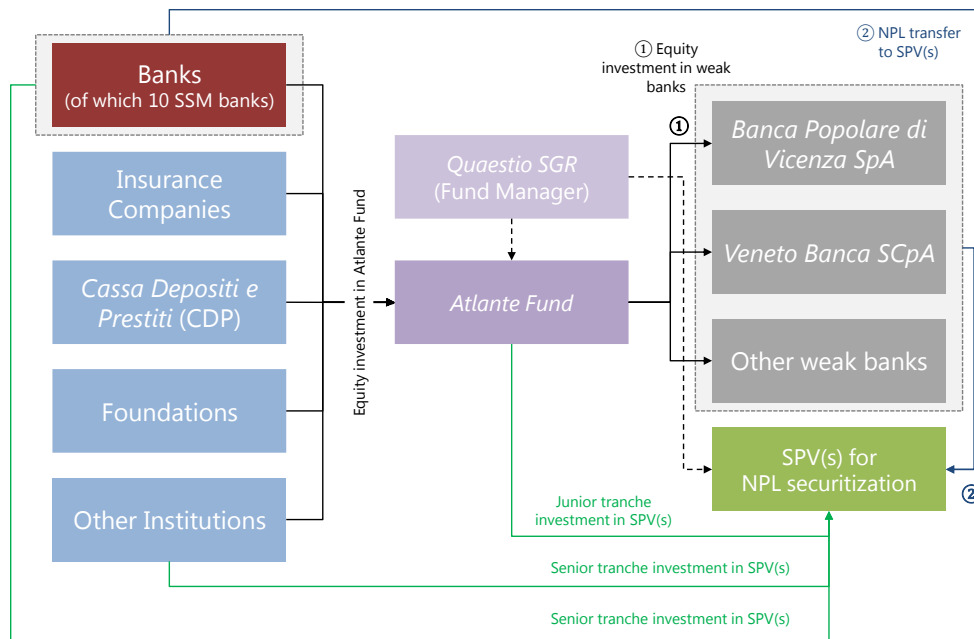 Banks
(of which 10 SSM banks)
Insurance
Companies
Cassa Depositi e
Prestiti (CDP)
Foundations
Other Institutions
Equity investment in Atlante Fund
Quaestio SGR
(Fund Manager)
Atlante Fund
① Equity
investment in weak
banks
①
② NPL transfer
to SPV(s)
Banca Popolare di
Vicenza SpA
Veneto Banca SCpA
Other weak banks
SPV(s) for
NPL securitization
②
Junior tranche
investment in SPV(s)
Senior tranche investment in SPV(s)
Senior tranche investment in SPV(s)